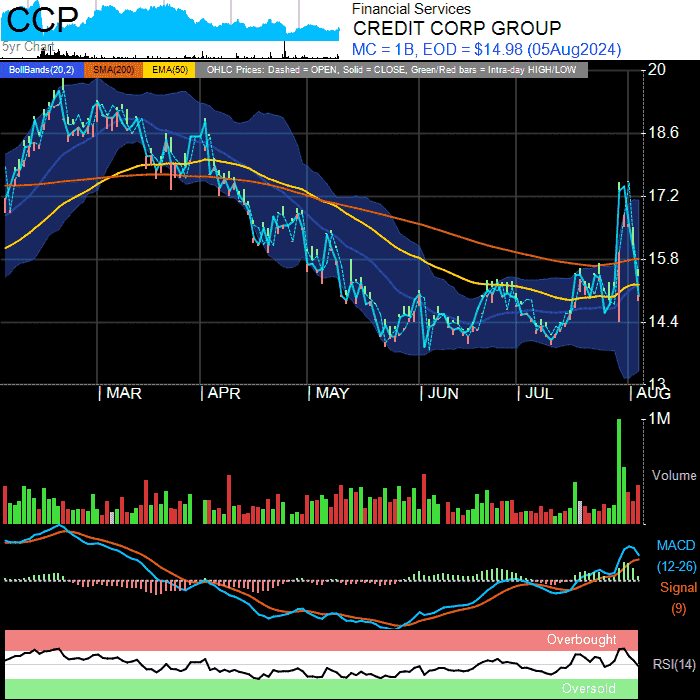 CCP
5yr Chart
Financial Services
CREDIT CORP GROUP
MC = 1B, EOD = $14.98 (05Aug2024)
BollBands(20,2) SMA(200) EMA(50) OHLC Prices: Dashed = OPEN, Solid = CLOSE, Green/Red bars = Intra-day HIGH/LOW
20
18.6
17.2
15.8
14.4
13
| MAR | APR | MAY | JUN | JUL | AUG
1M
Volume
MACD
(12-26)
Signal
(9)
Overbought
RSI(14)
Oversold